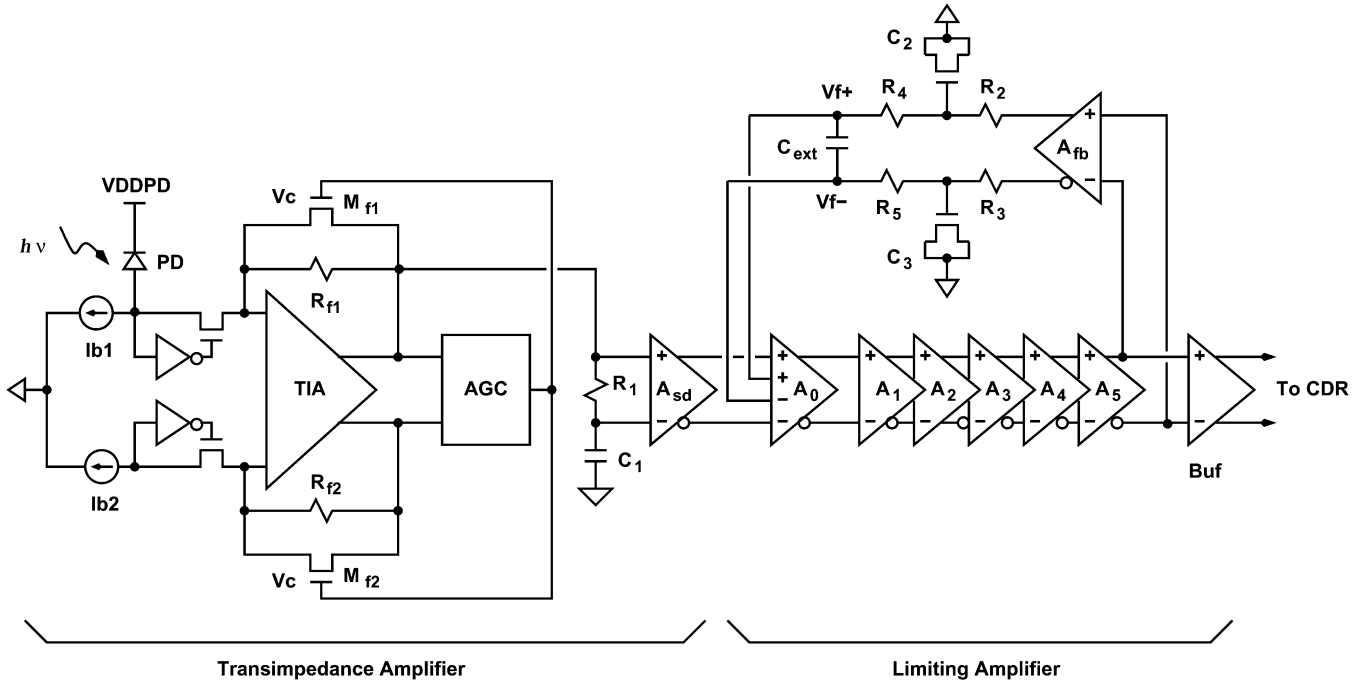 C2
Vf+
R4
R2
+
Afb
−
Cext
Vf−
R5
R3
C3
VDDPD
Vc
Mf1
hν
PD
Rf1
Ib1
TIA
AGC
+
R1
Asd
−
C1
+
+
−
A0
−
+
A1
−
+
A2
−
+
A3
−
+
A4
−
+
A5
−
+
−
Buf
To CDR
Ib2
Rf2
Vc
Mf2
Transimpedance Amplifier
Limiting Amplifier